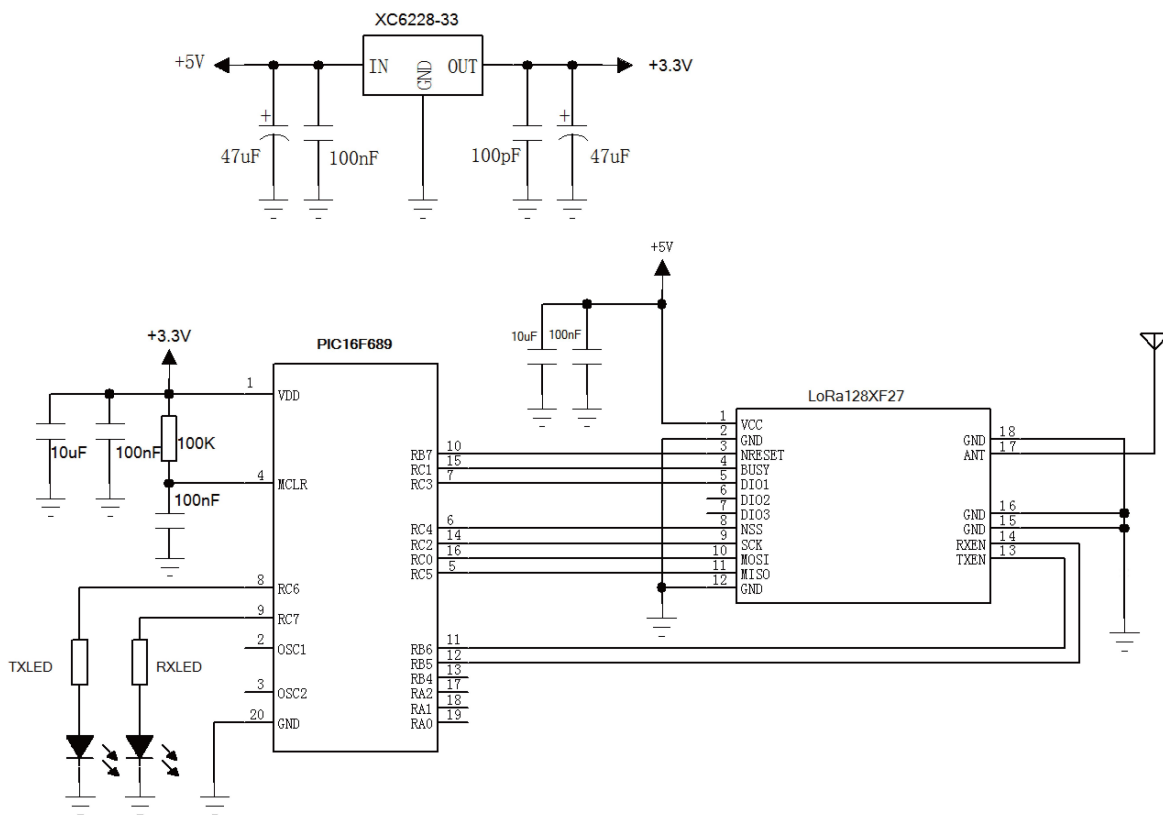 XC6228-33
+5V
IN
GND
OUT
+3.3V
+
47uF
100nF
100pF
+
47uF
+5V
10uF
100nF
+3.3V
10uF
100nF
100K
100nF
PIC16F689
1
VDD
4
MCLR
8
RC6
9
RC7
2
OSC1
3
OSC2
20
GND
RB7
10
RC1
15
RC3
7
RC4
6
RC2
14
RC0
16
RC5
5
RB6
11
RB5
12
RB4
13
RA2
17
RA1
18
RA0
19
TXLED
RXLED
LoRa128XF27
1
VCC
2
GND
3
NRESET
4
BUSY
5
DIO1
6
DIO2
7
DIO3
8
NSS
9
SCK
10
MOSI
11
MISO
12
GND
GND
18
ANT
17
GND
16
GND
15
RXEN
14
TXEN
13